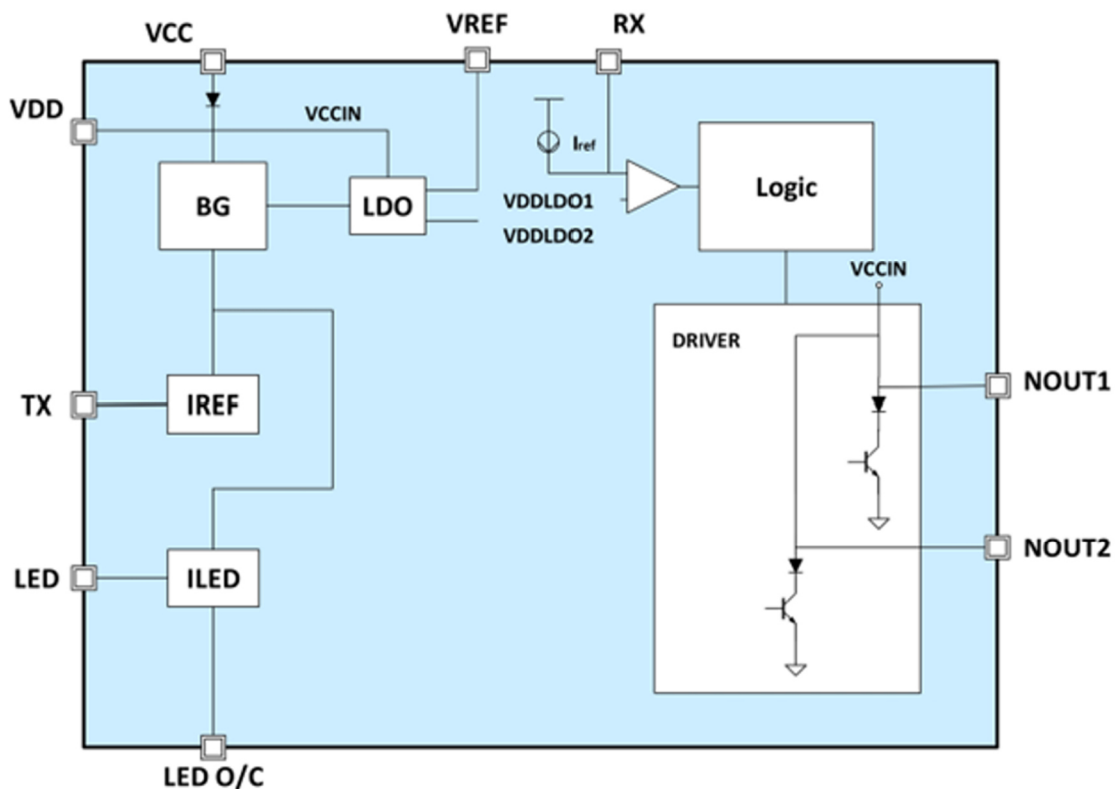 VCC
VREF
RX
VDD
VCCIN
Iref
BG
LDO
VDDLDO1
VDDLDO2
Logic
VCCIN
DRIVER
TX
IREF
NOUT1
LED
ILED
NOUT2
LED O/C